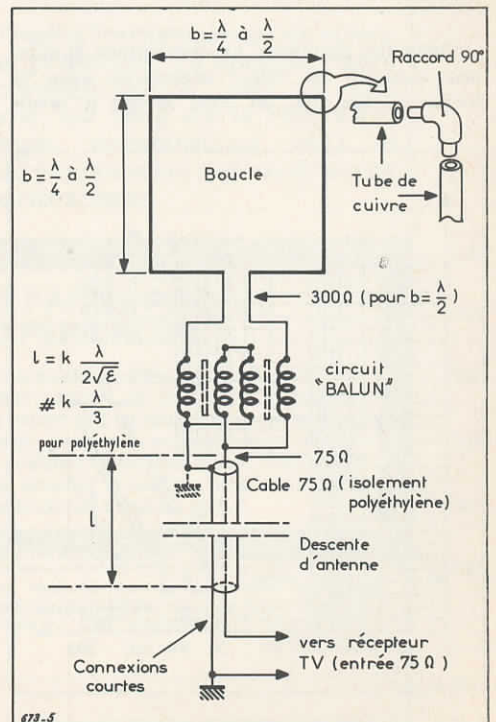 b = λ/4 à λ/2
Raccord 90°
b = λ/4 à λ/2
Boucle
Tube de
cuivre
300 Ω (pour b = λ/2)
l = k λ/2√ε
# k λ/3
pour polyéthylène
circuit
"BALUN"
75 Ω
Cable 75 Ω (isolement
polyéthylène)
l
Descente
d'antenne
vers récepteur
TV (entrée 75 Ω)
Connexions
courtes
673-5